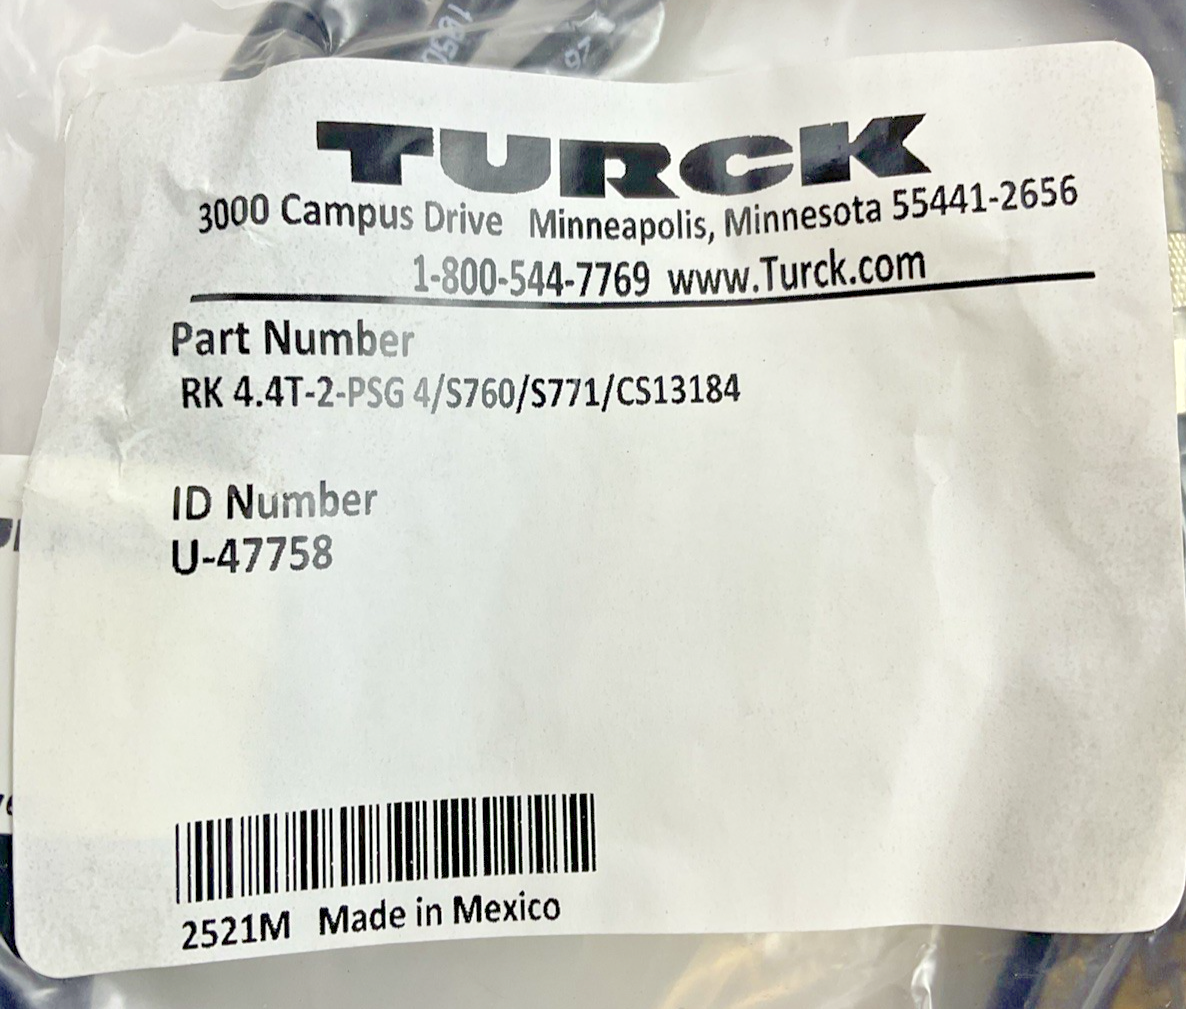 TURCK
3000 Campus Drive Minneapolis, Minnesota 55441-2656
1-800-544-7769 www.Turck.com
Part Number
RK 4.4T-2-PSG 4/S760/S771/CS13184
ID Number
U-47758
2521M Made in Mexico